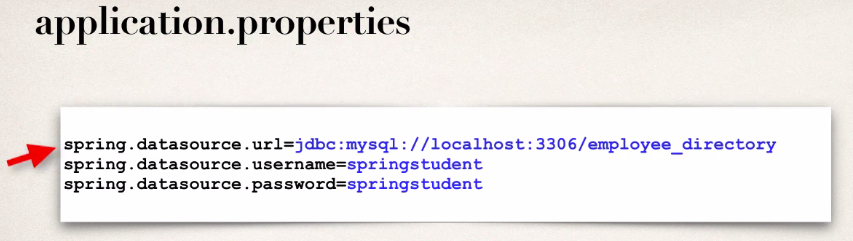 application.properties
spring.datasource.url=jdbc:mysql://localhost:3306/employee_directory
spring.datasource.username=springstudent
spring.datasource.password=springstudent